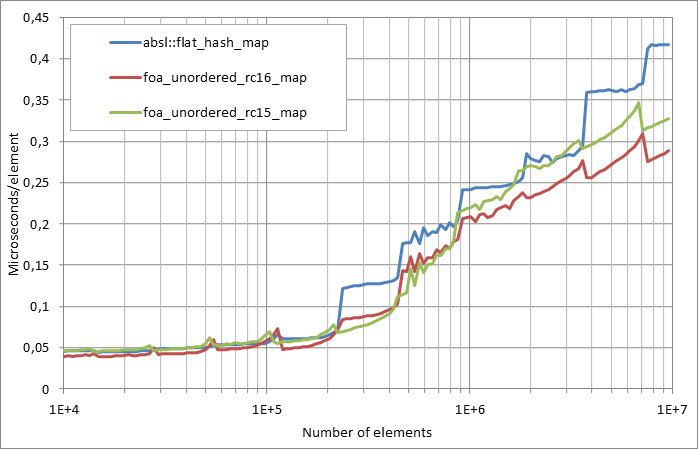 0,45
0,4
0,35
0,3
0,25
0,2
0,15
0,1
0,05
0
Microseconds/element
absl::flat_hash_map
foa_unordered_rc16_map
foa_unordered_rc15_map
1E+4 1E+5 1E+6 1E+7
Number of elements